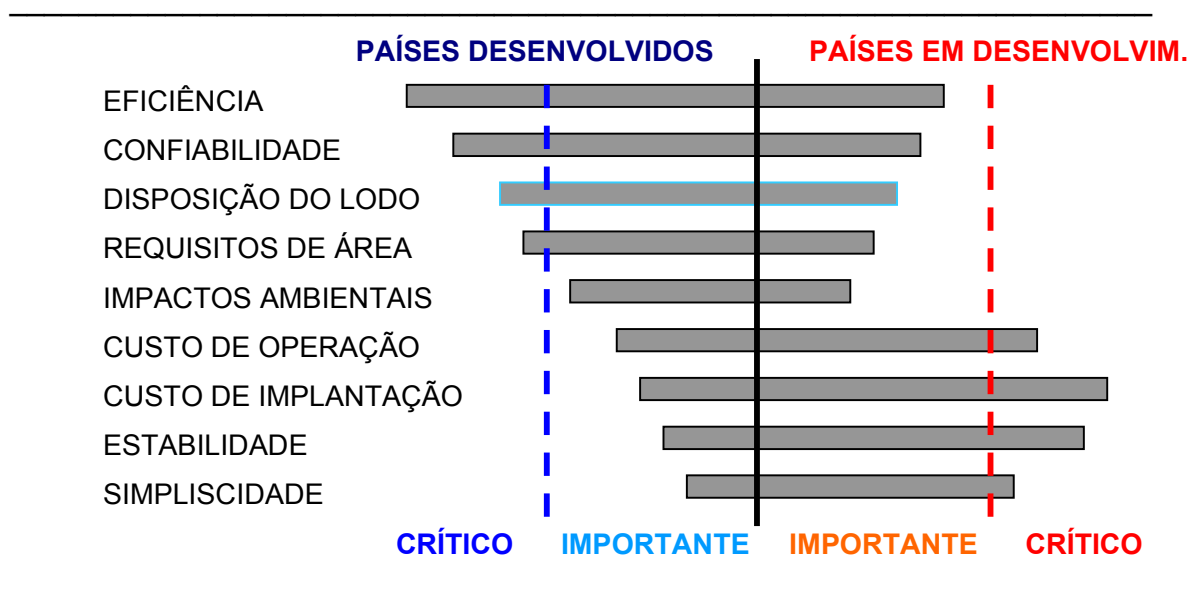 PAÍSES DESENVOLVIDOS PAÍSES EM DESENVOLVIM.
EFICIÊNCIA
CONFIABILIDADE
DISPOSIÇÃO DO LODO
REQUISITOS DE ÁREA
IMPACTOS AMBIENTAIS
CUSTO DE OPERAÇÃO
CUSTO DE IMPLANTAÇÃO
ESTABILIDADE
SIMPLISCIDADE
CRÍTICO IMPORTANTE IMPORTANTE CRÍTICO